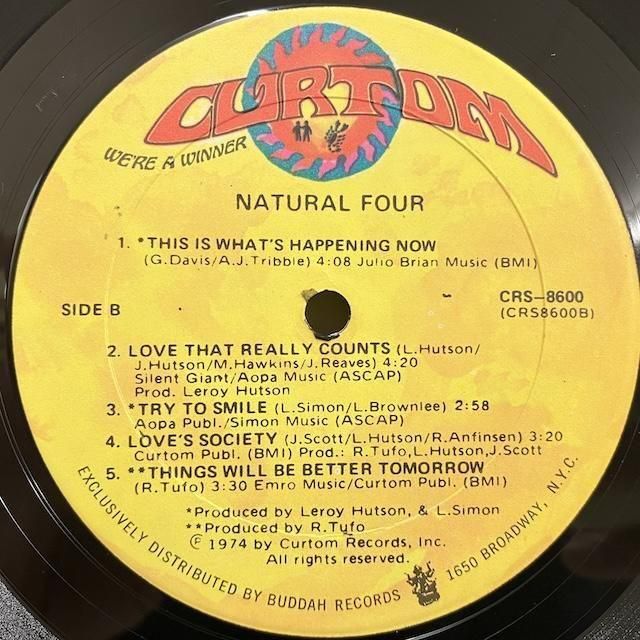 CURTOM
WE'RE A WINNER
NATURAL FOUR
1. *THIS IS WHAT'S HAPPENING NOW
(G.Davis/A.J.Tribble) 4:08 Julio Brian Music (BMI)
SIDE B
CRS-8600
(CRS8600B)
2. LOVE THAT REALLY COUNTS (L.Hutson/
J.Hutson/M.Hawkins/J.Reaves) 4:20
Silent Giant/Aopa Music (ASCAP)
Prod. Leroy Hutson
3. *TRY TO SMILE (L.Simon/L.Brownlee) 2:58
Aopa Publ./Simon Music (ASCAP)
4. LOVE'S SOCIETY (J.Scott/L.Hutson/R.Anfinsen) 3:20
Curtom Publ. (BMI) Prod.: R.Tufo,L.Hutson,J.Scott
5. **THINGS WILL BE BETTER TOMORROW
(R.Tufo) 3:30 Emro Music/Curtom Publ. (BMI)
*Produced by Leroy Hutson, & L.Simon
**Produced by R.Tufo
Ⓟ 1974 by Curtom Records, Inc.
All rights reserved.
EXCLUSIVELY DISTRIBUTED BY BUDDAH RECORDS 1650 BROADWAY, N.Y.C.